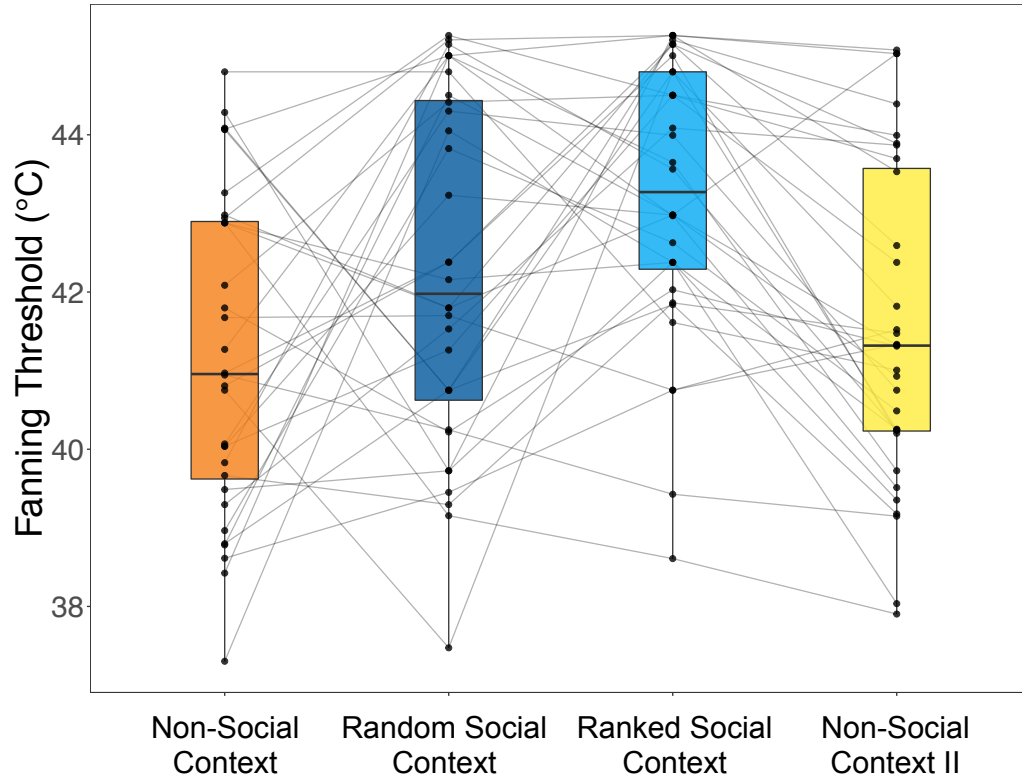 Fanning Threshold (°C)
44
42
40
38
Non-Social
Context
Random Social
Context
Ranked Social
Context
Non-Social
Context II